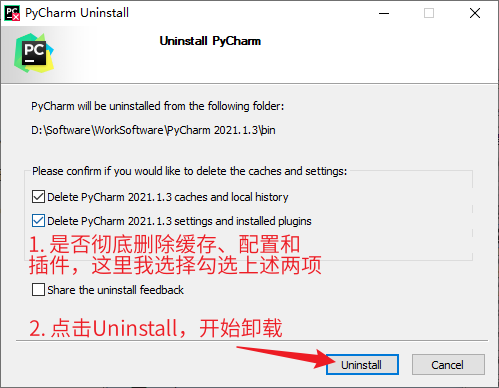 PyCharm Uninstall
PC
Uninstall PyCharm
PyCharm will be uninstalled from the following folder:
D:\Software\WorkSoftware\PyCharm 2021.1.3\bin
Please confirm if you would like to delete the caches and settings:
Delete PyCharm 2021.1.3 caches and local history
Delete PyCharm 2021.1.3 settings and installed plugins
1. 是否彻底删除缓存、配置和
插件，这里我选择勾选上述两项
Share the uninstall feedback
2. 点击Uninstall，开始卸载
Uninstall
Cancel